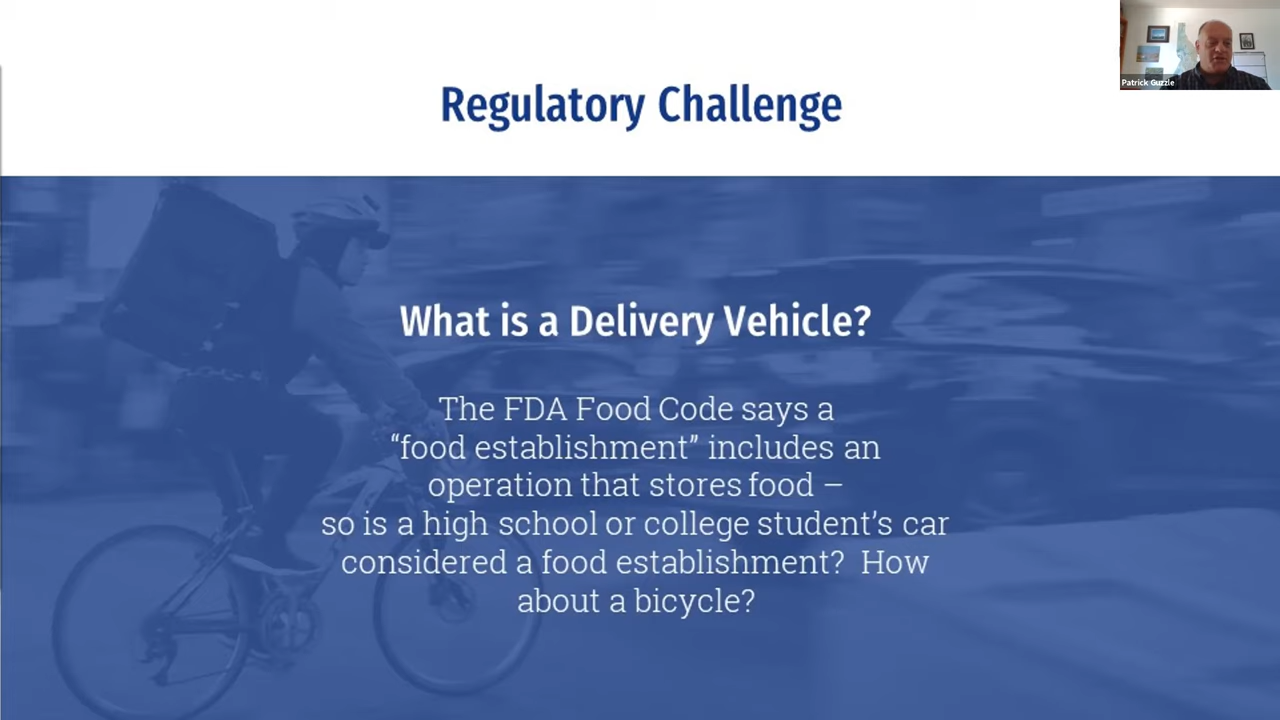 Regulatory Challenge
Patrick Guzzle
What is a Delivery Vehicle?
The FDA Food Code says a
“food establishment” includes an
operation that stores food –
so is a high school or college student’s car
considered a food establishment?  How
about a bicycle?